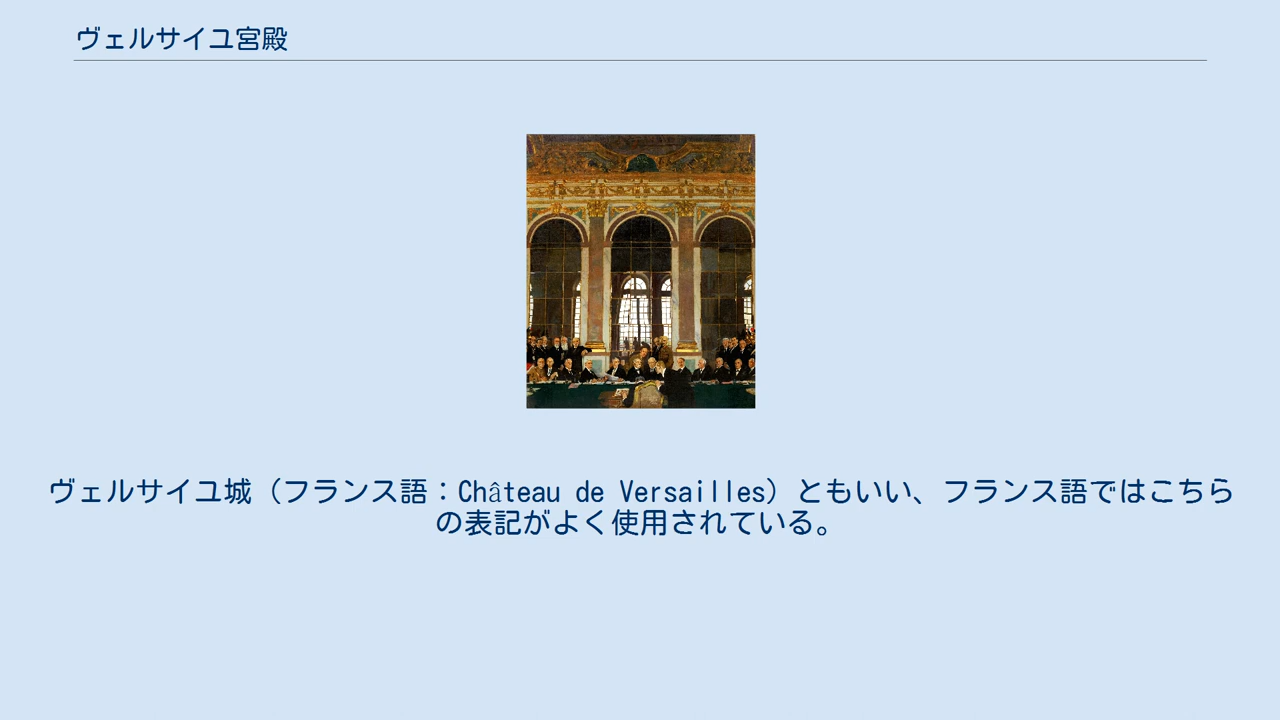 ヴェルサイユ宮殿
ヴェルサイユ城（フランス語：Château de Versailles）ともいい、フランス語ではこちら
の表記がよく使用されている。